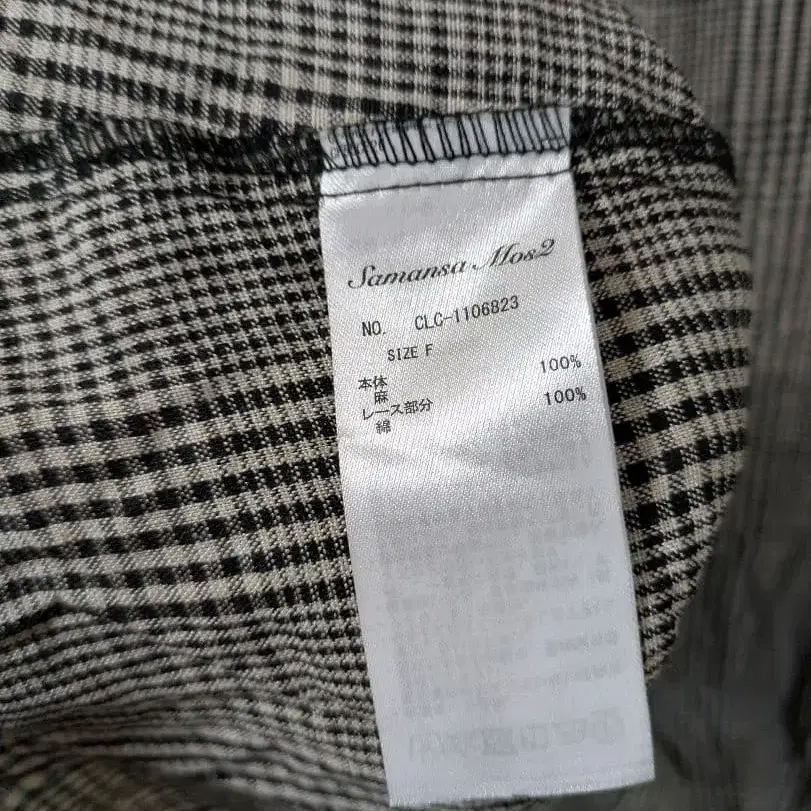 Samansa Mos2
NO. CLC-1106823
SIZE F
本体
麻 100%
レース部分
綿 100%